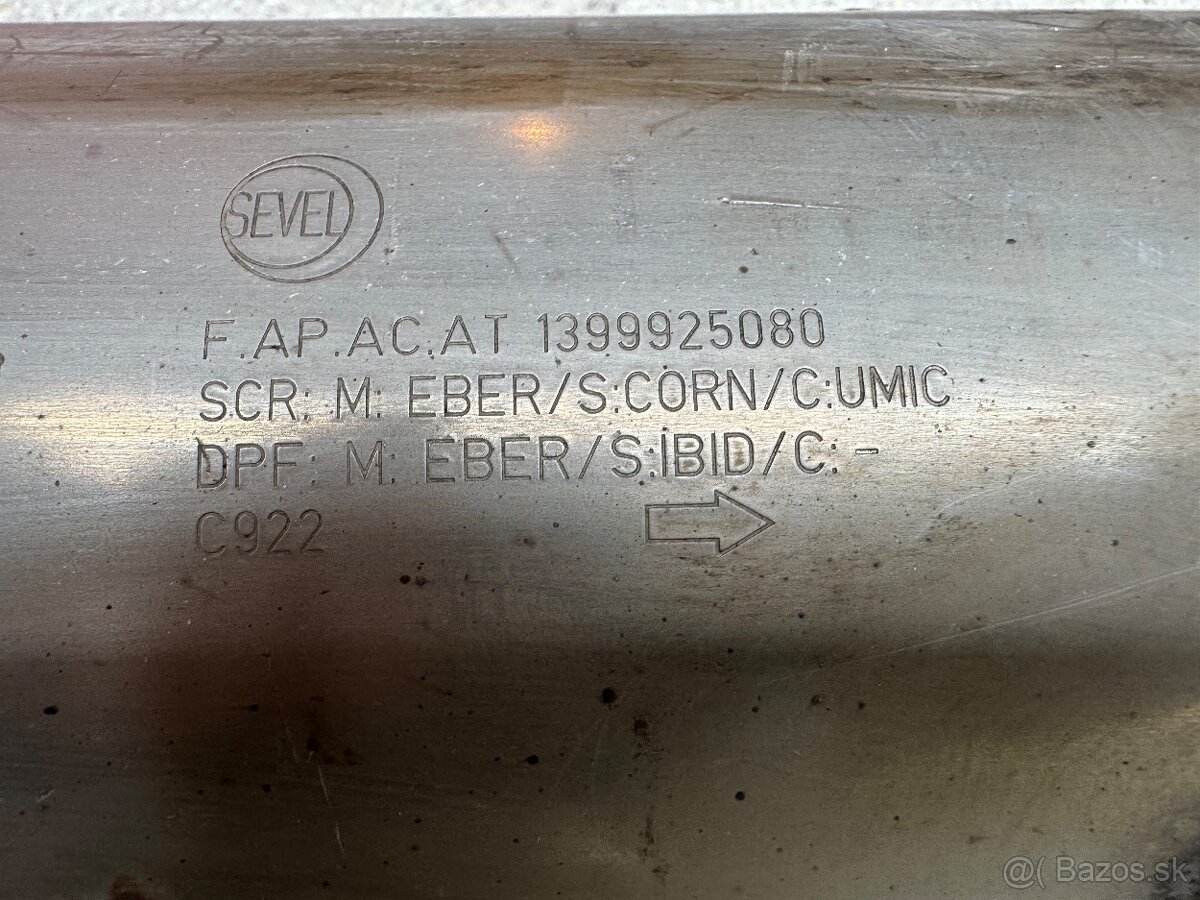 SEVEL
F.AP.AC.AT 1399925080
SCR: M: EBER/S:CORN/C:UMIC
DPF: M: EBER/S:IBID/C: -
C922
@( Bazos.sk